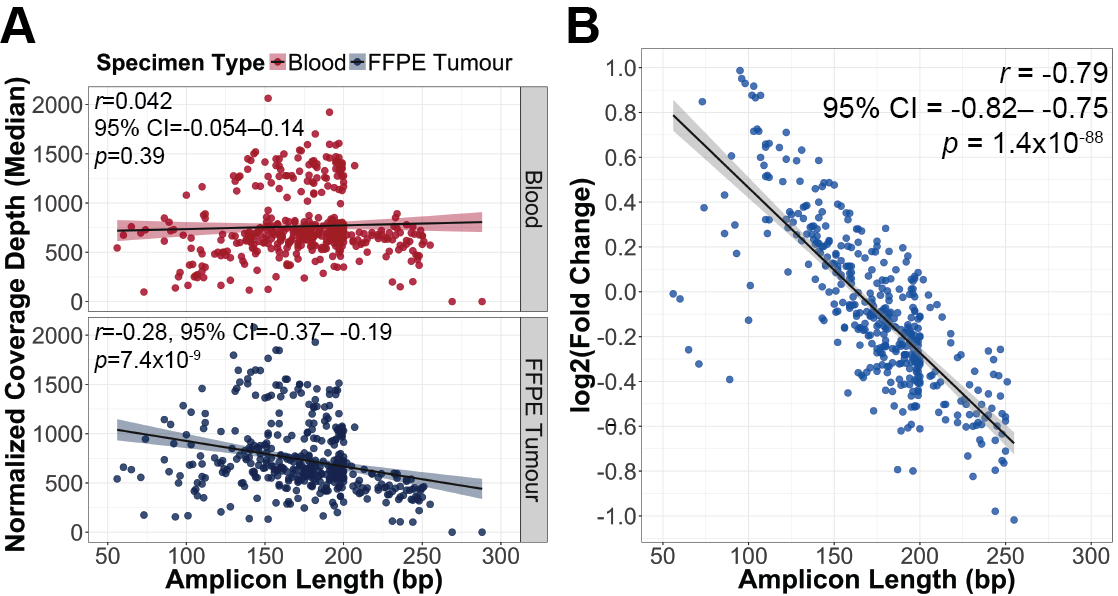 A
Specimen Type Blood FFPE Tumour
Normalized Coverage Depth (Median)
r=0.042
95% CI=-0.054–0.14
p=0.39
2000
1500
1000
500
0
Blood
r=-0.28, 95% CI=-0.37– -0.19
p=7.4x10-9
2000
1500
1000
500
0
FFPE Tumour
50 100 150 200 250 300
Amplicon Length (bp)
B
log2(Fold Change)
r = -0.79
95% CI = -0.82– -0.75
p = 1.4x10-88
1.0
0.8
0.6
0.4
0.2
0.0
-0.2
-0.4
-0.6
-0.8
-1.0
50 100 150 200 250 300
Amplicon Length (bp)